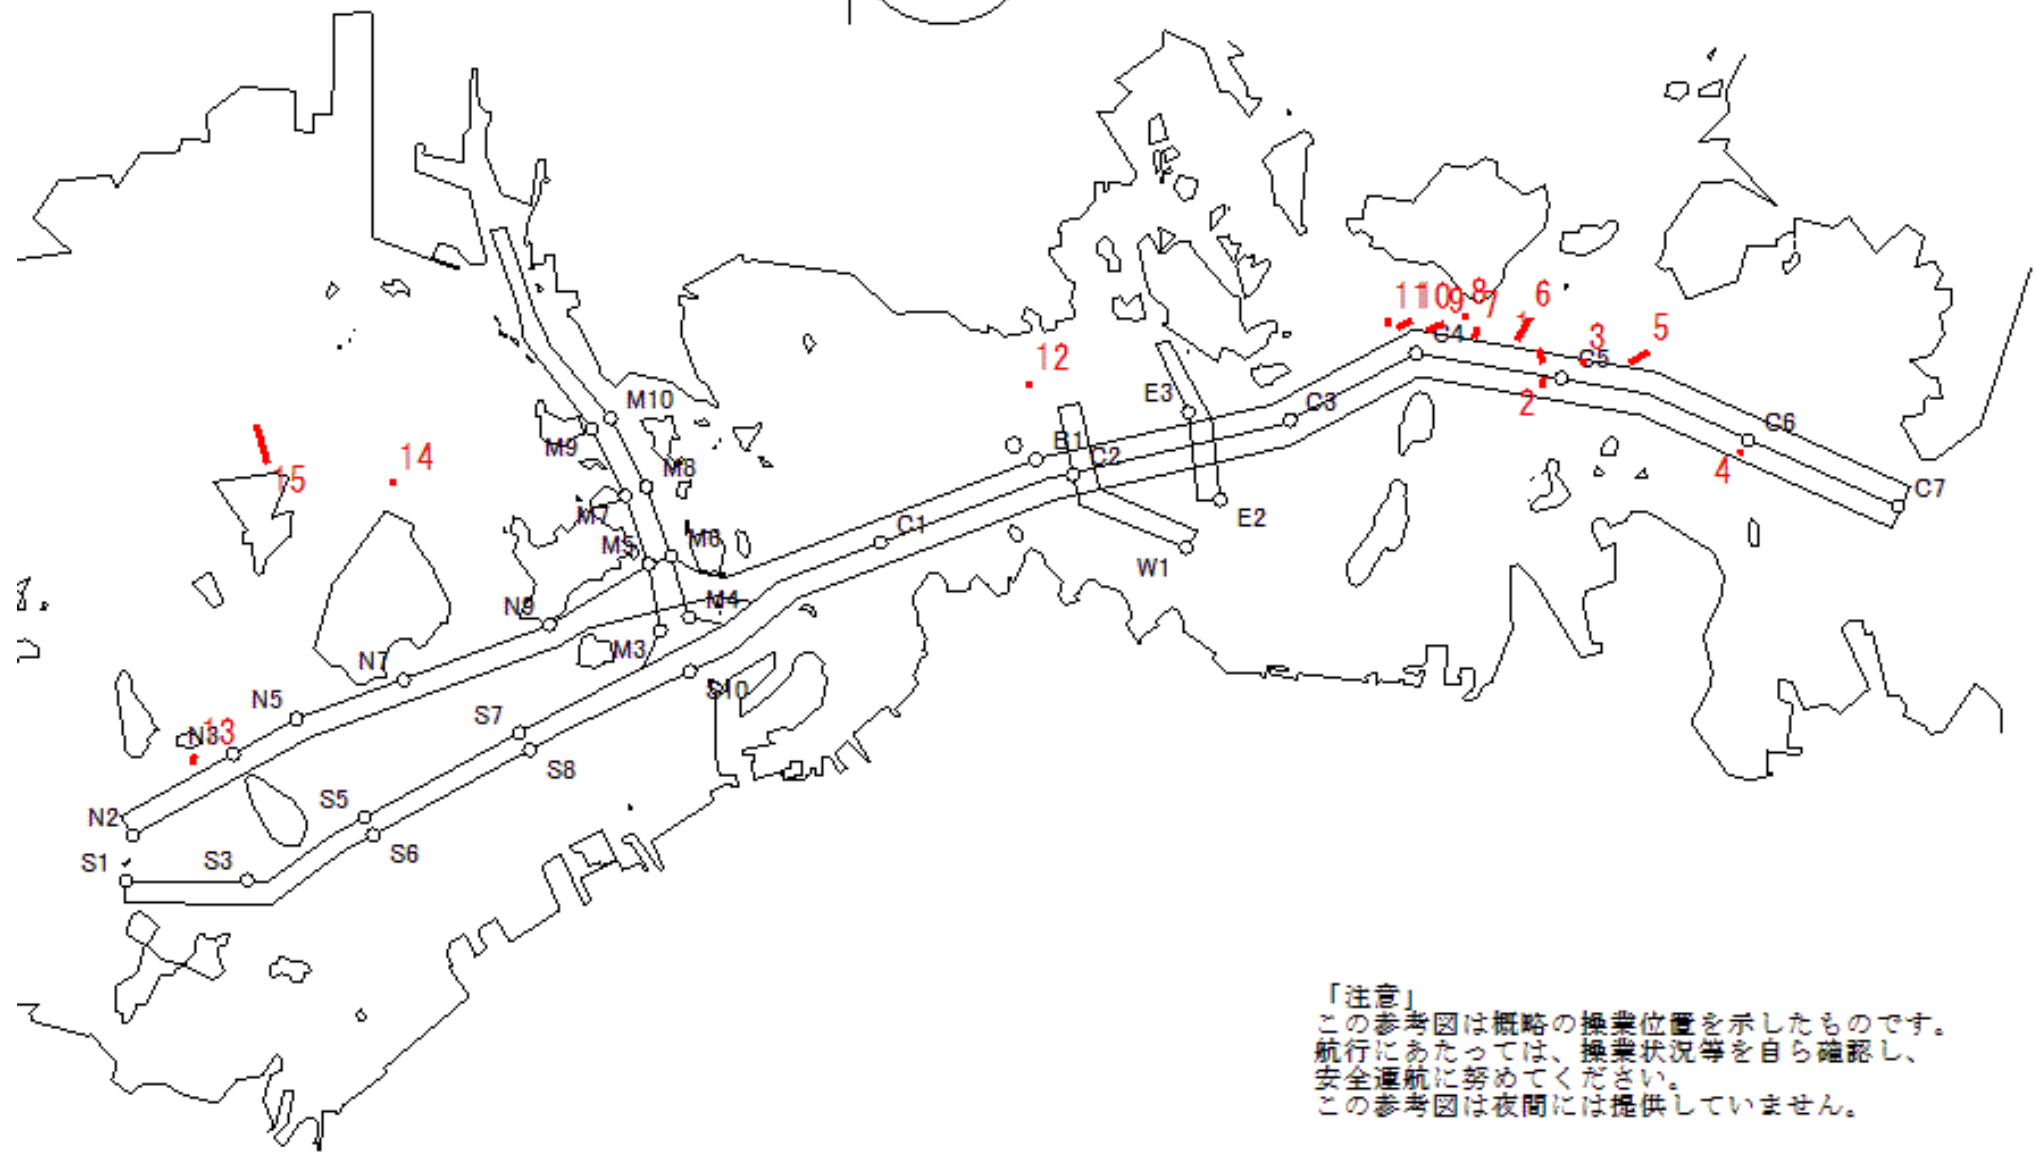 11
10
9
8
7
6
1
C4
3
5
C5
12
E3
2
M10
C3
C6
M9
B1
C2
14
M8
4
15
C7
M7
E2
C1
M5
M6
W1
N9
M4
M3
N7
S10
N5
S7
N3
13
S8
S5
N2
S6
S1
S3
「注意」
この参考図は概略の操業位置を示したものです。
航行にあたっては、操業状況等を自ら確認し、
安全運航に努めてください。
この参考図は夜間には提供していません。